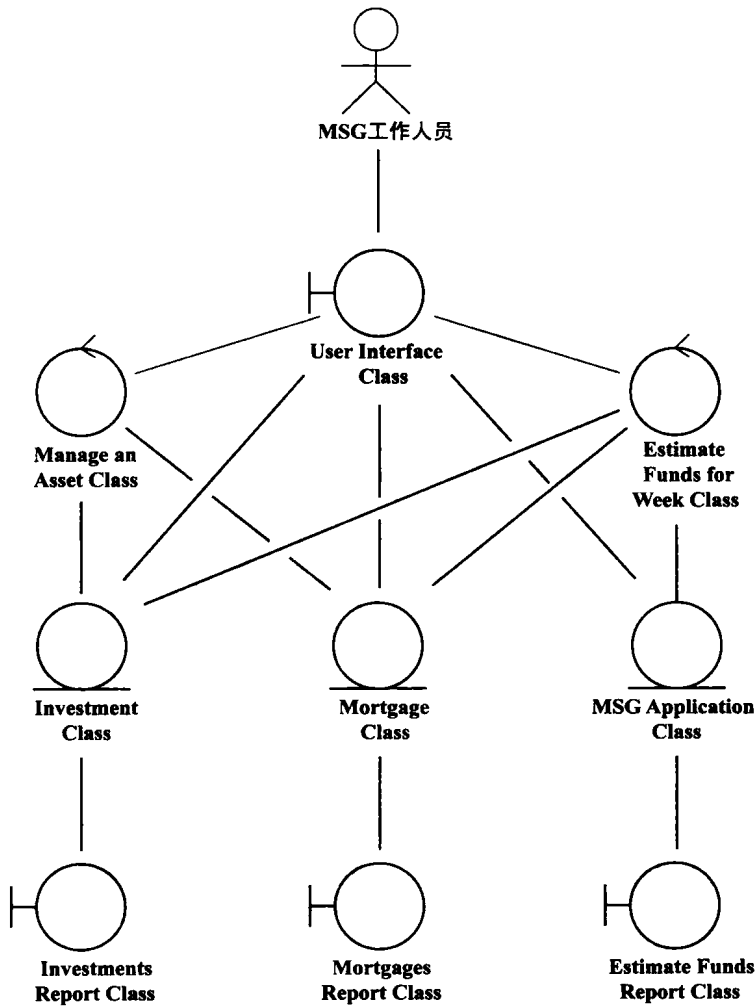 MSG工作人员
User Interface
Class
Manage an
Asset Class
Estimate
Funds for
Week Class
Investment
Class
Mortgage
Class
MSG Application
Class
Investments
Report Class
Mortgages
Report Class
Estimate Funds
Report Class